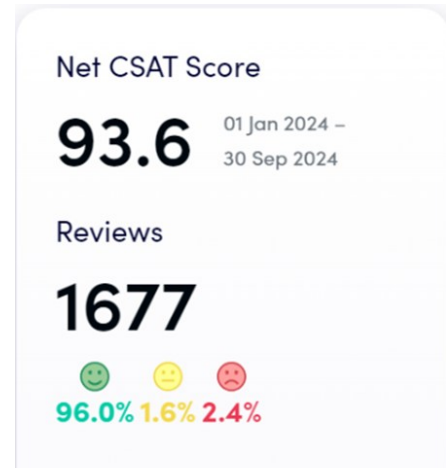 Net CSAT Score
93.6
01 Jan 2024 –
30 Sep 2024
Reviews
1677
96.0% 1.6% 2.4%